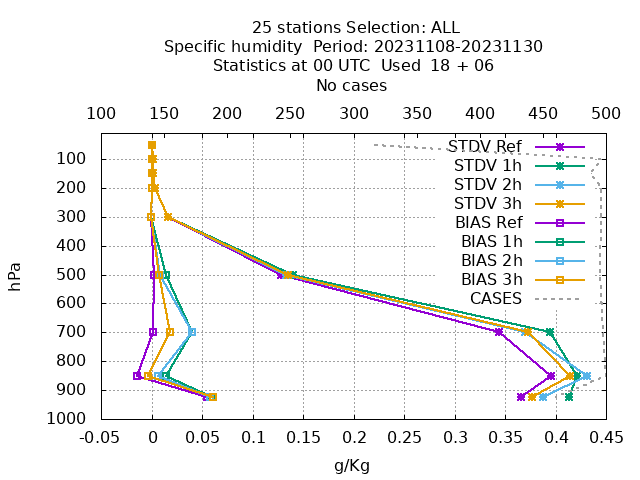 25 stations Selection: ALL
Specific humidity  Period: 20231108-20231130
Statistics at 00 UTC  Used  18 + 06
No cases
100 150 200 250 300 350 400 450 500
STDV Ref
STDV 1h
STDV 2h
STDV 3h
BIAS Ref
BIAS 1h
BIAS 2h
BIAS 3h
CASES
100
200
300
400
500
600
700
800
900
1000
hPa
-0.05 0 0.05 0.1 0.15 0.2 0.25 0.3 0.35 0.4 0.45
g/Kg